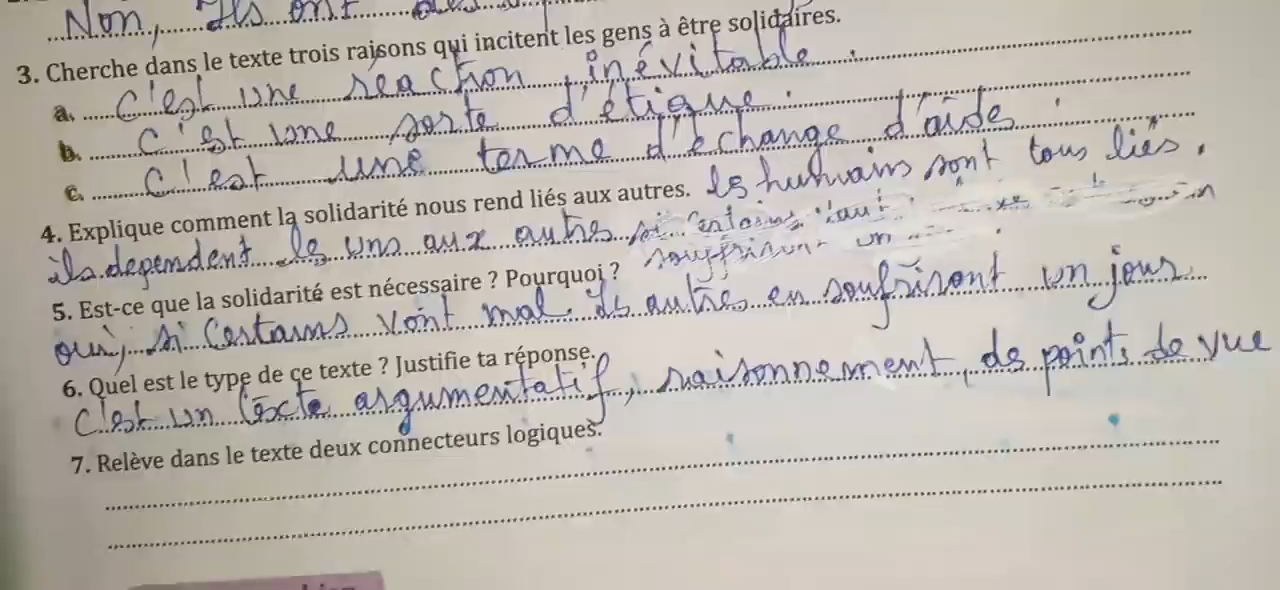 Non, Ils ont
3. Cherche dans le texte trois raisons qui incitent les gens à être solidaires.
a. C'est une réaction inévitable.
b. C'est une sorte d'étique.
c. C'est une terme d'échange d'aide.
4. Explique comment la solidarité nous rend liés aux autres. les humains sont tous liés.
ils dependent les uns aux autres si certains vont
souffriront un
5. Est-ce que la solidarité est nécessaire ? Pourquoi ?
oui, si certains vont mal. les autres en soufriront un jour
6. Quel est le type de ce texte ? Justifie ta réponse.
C'est un texcte argumentatif, raisonnement, de points de vue
7. Relève dans le texte deux connecteurs logiques.